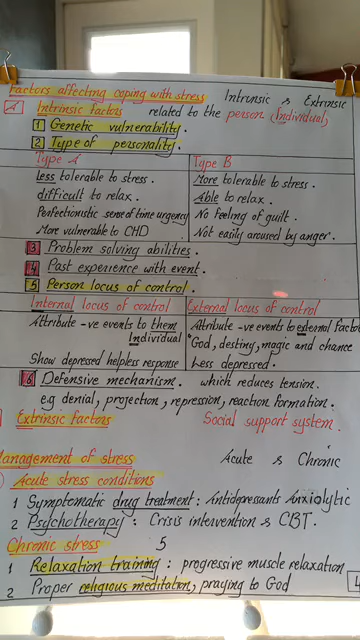 Factors affecting coping with stress Intrinsic & Extrinsic
A Intrinsic factors related to the person (Individual)
1 Genetic vulnerability.
2 Type of personality.
Type A Type B
Less tolerable to stress. More tolerable to stress.
difficult to relax. Able to relax.
Perfectionistic sense of time urgency No feeling of guilt.
More vulnerable to CHD Not easily aroused by anger.
3 Problem solving abilities.
4 Past experience with event.
5 Person locus of control.
Internal locus of control External locus of control
Attribute -ve events to them Attribute -ve events to external factor
Individual God, destiny, magic and chance
Show depressed helpless response Less depressed.
6 Defensive mechanism. which reduces tension.
e.g denial, projection, repression, reaction formation.
Extrinsic factors Social support system.
Management of stress Acute & Chronic
Acute stress conditions
1 Symptomatic drug treatment: Antidepressants Anxiolytic
2 Psychotherapy: Crisis intervention & CBT.
Chronic stress 5
1 Relaxation training: progressive muscle relaxation
2 Proper religious meditation, praying to God
4